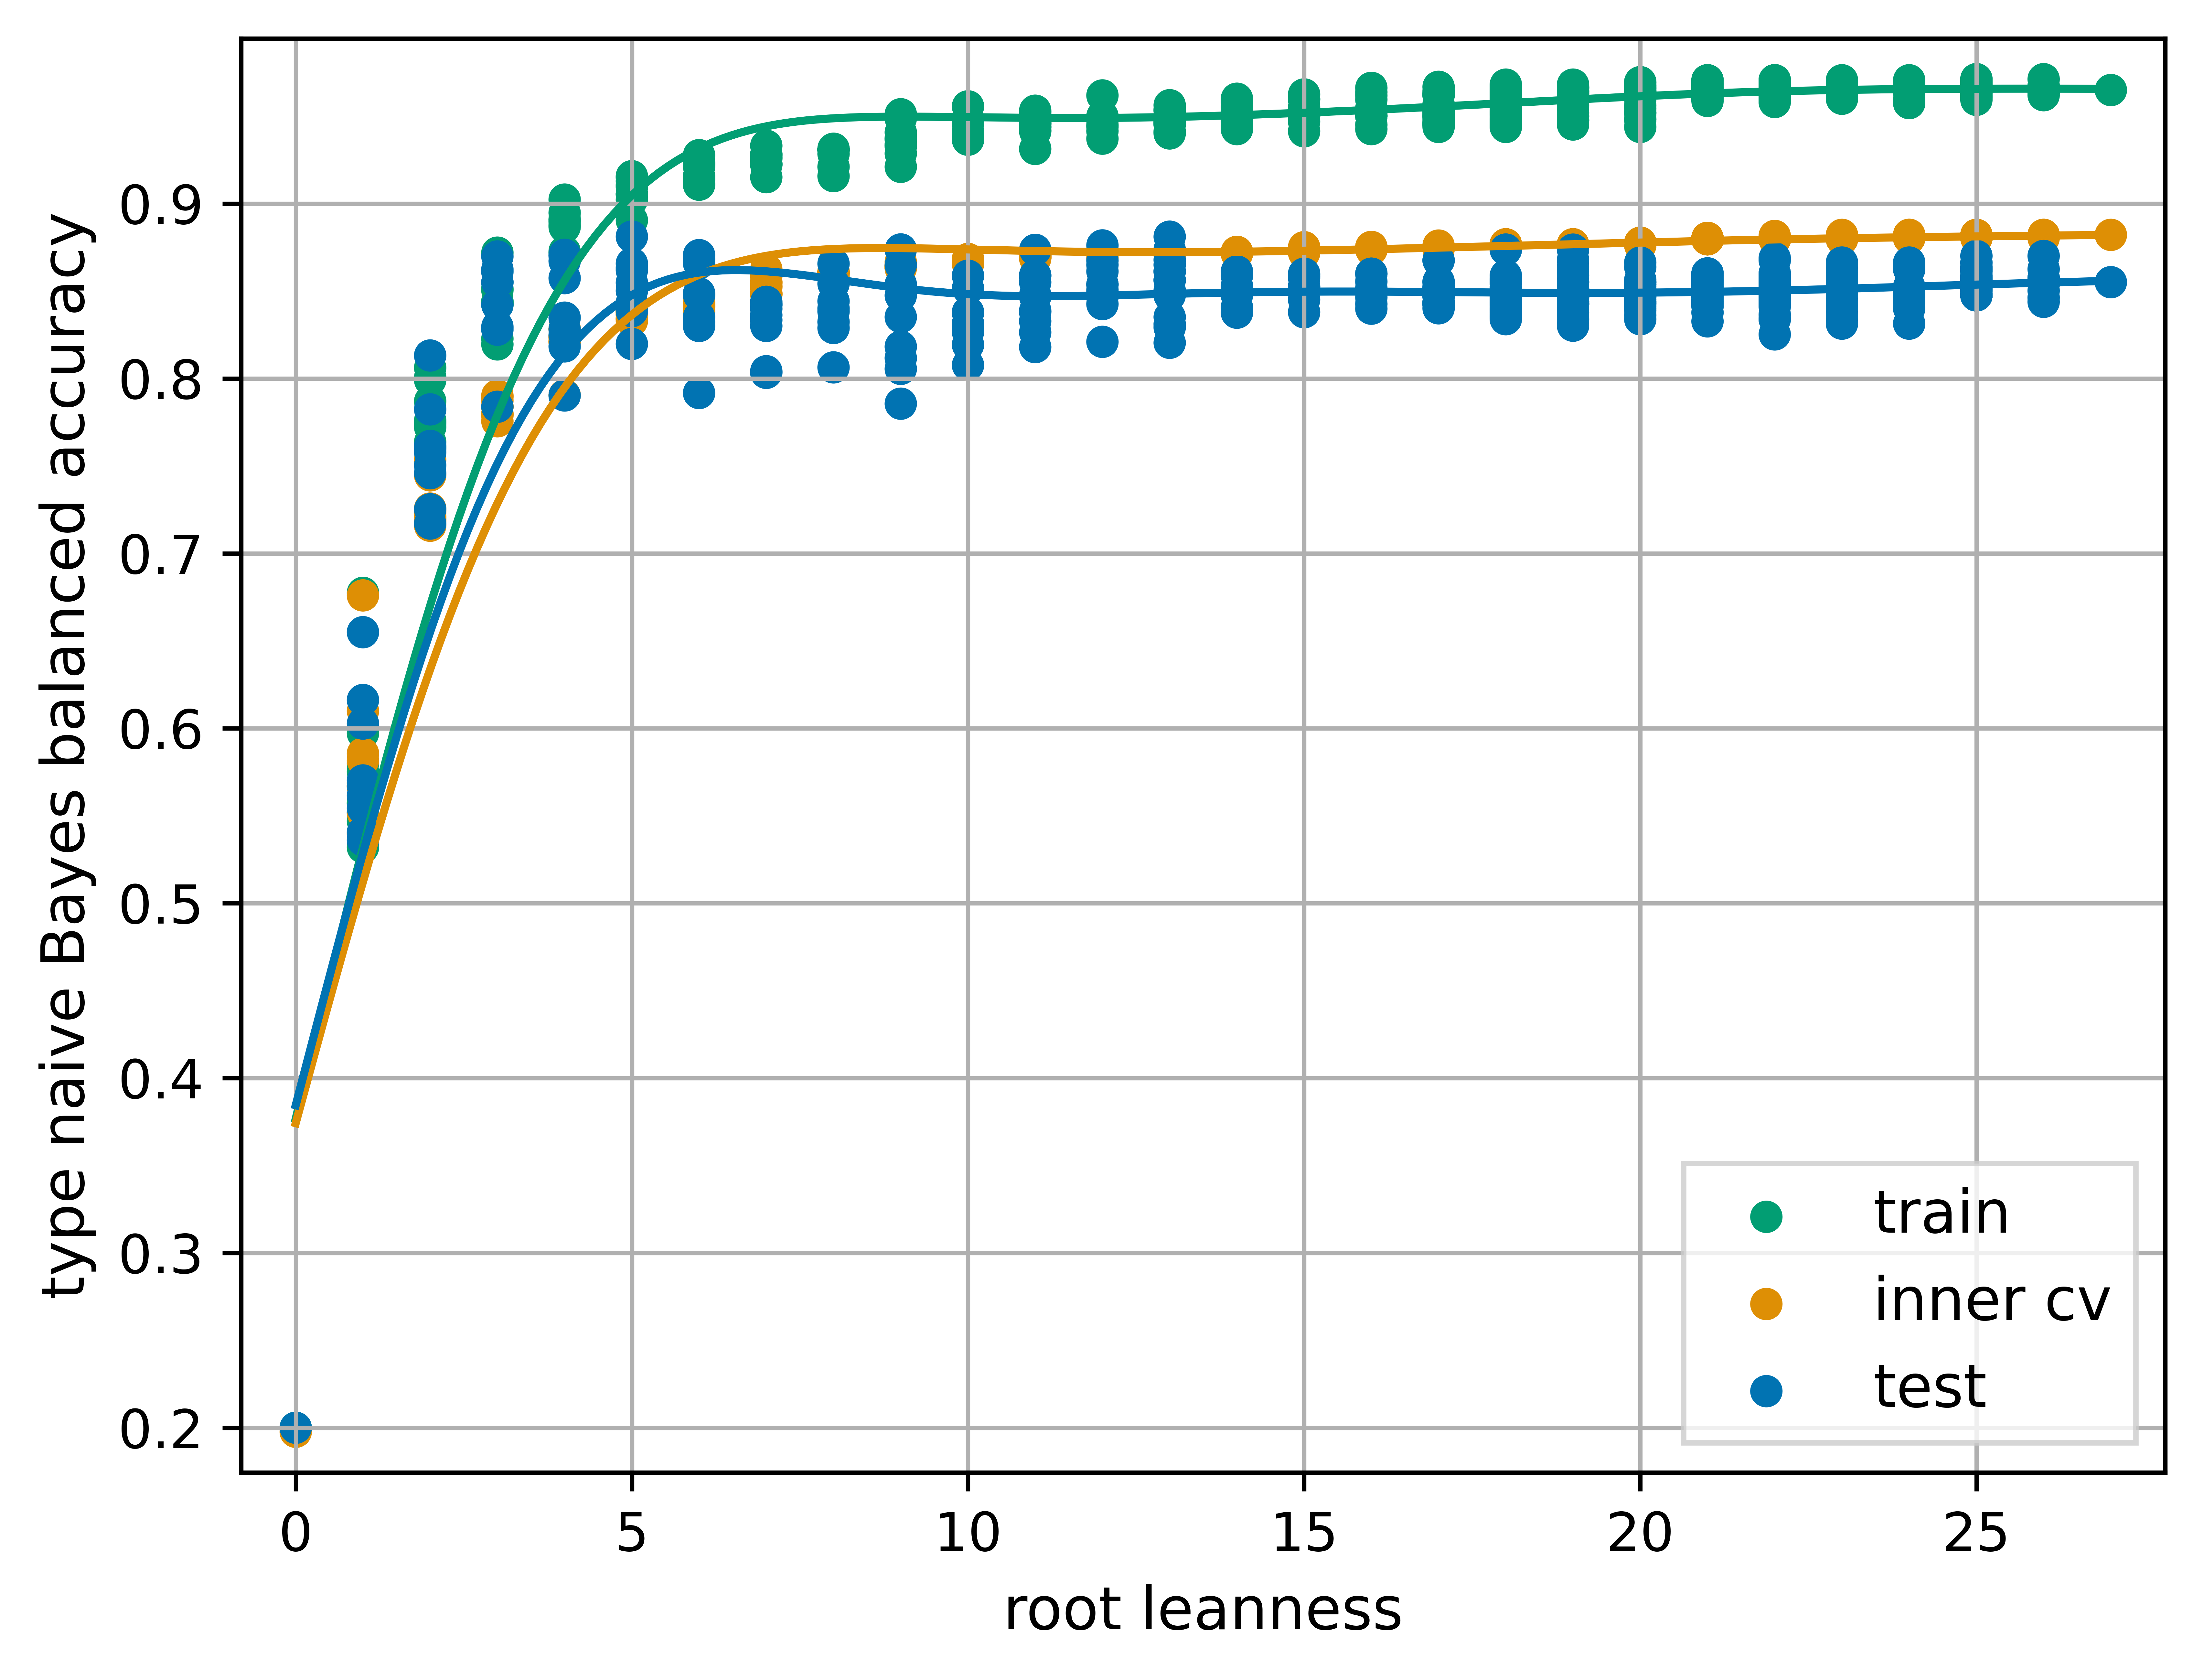 type naive Bayes balanced accuracy
0.9
0.8
0.7
0.6
0.5
0.4
0.3
0.2
0 5 10 15 20 25
root leanness
train
inner cv
test